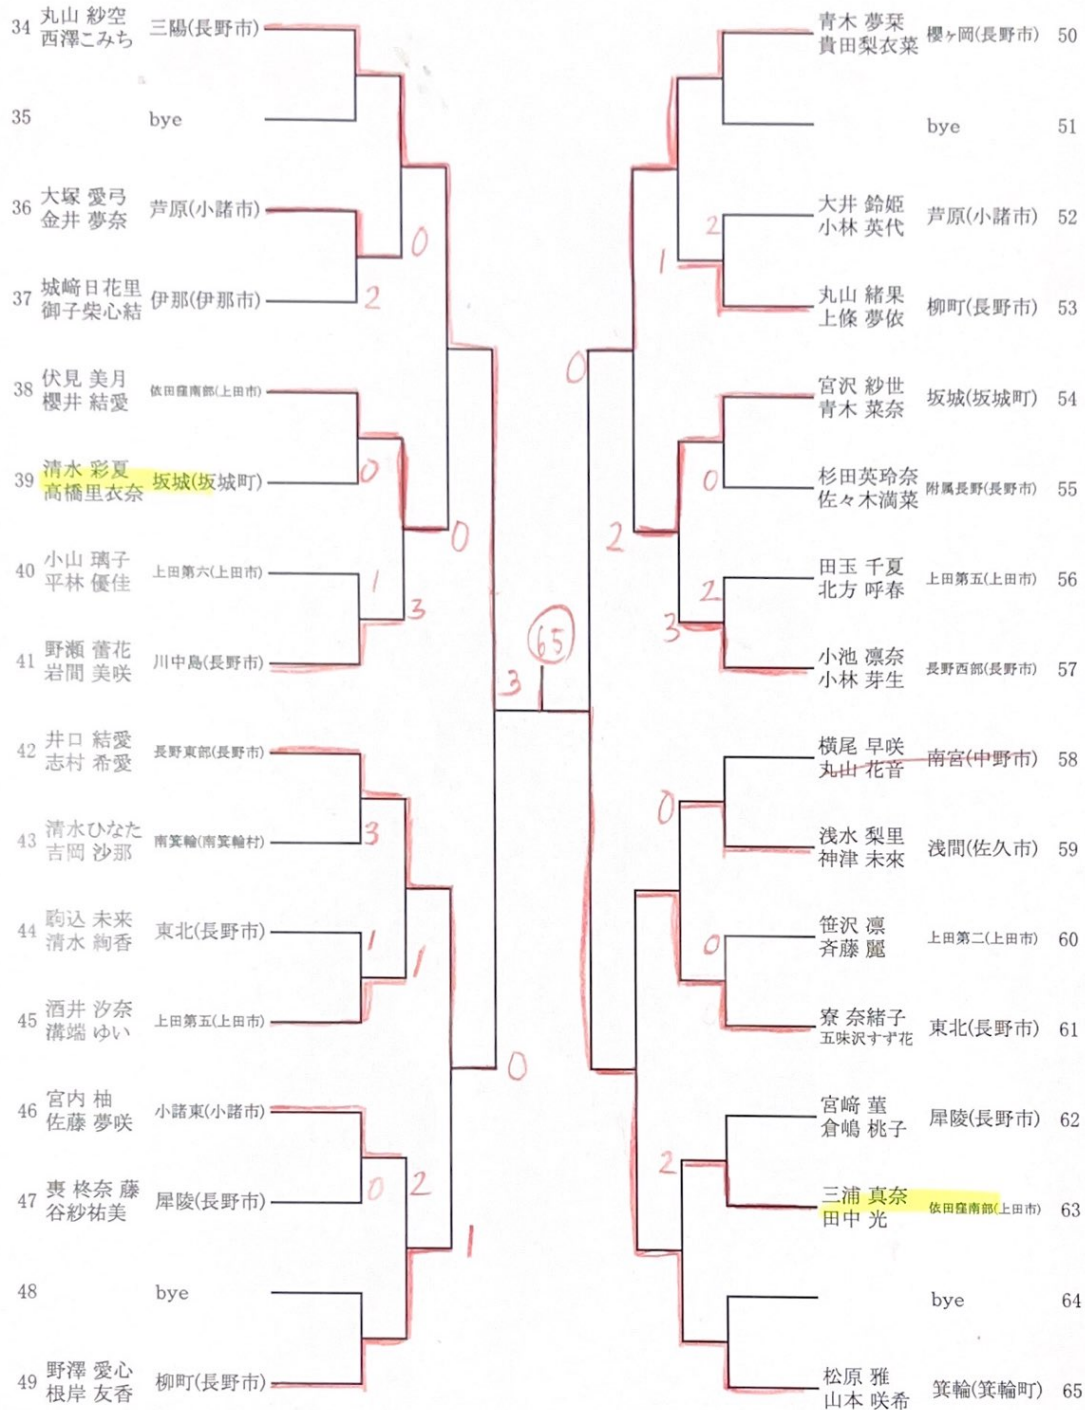 34 丸山 紗空 三陽(長野市)
西澤こみち
35 bye
36 大塚 愛弓 芦原(小諸市)
金井 夢奈
0
37 城﨑日花里 伊那(伊那市)
御子柴心結
2
38 伏見 美月 依田窪南部(上田市)
櫻井 結愛
39 清水 彩夏 坂城(坂城町)
高橋里衣奈
0
0
40 小山 璃子 上田第六(上田市)
平林 優佳
1
3
41 野瀬 蕾花 川中島(長野市)
岩間 美咲
3
65
42 井口 結愛 長野東部(長野市)
志村 希愛
43 清水ひなた 南箕輪(南箕輪村)
吉岡 沙那
3
44 駒込 未来 東北(長野市)
清水 絢香
1
1
45 酒井 汐奈 上田第五(上田市)
溝端 ゆい
0
46 宮内 柚 小諸東(小諸市)
佐藤 夢咲
47 柊奈 藤 犀陵(長野市)
谷紗祐美
0
2
1
48 bye
49 野澤 愛心 柳町(長野市)
根岸 友香
青木 夢栞 櫻ヶ岡(長野市) 50
貴田梨衣菜
bye 51
大井 鈴姫 芦原(小諸市) 52
小林 英代
2
1
丸山 緒果 柳町(長野市) 53
上條 夢依
0
宮沢 紗世 坂城(坂城町) 54
青木 菜奈
杉田英玲奈 附属長野(長野市) 55
佐々木満菜
0
2
田玉 千夏 上田第五(上田市) 56
北方 呼春
2
3
小池 凛奈 長野西部(長野市) 57
小林 芽生
横尾 早咲 南宮(中野市) 58
丸山 花音
0
浅水 梨里 浅間(佐久市) 59
神津 未來
笹沢 凛 上田第二(上田市) 60
斉藤 麗
0
寮 奈緒子 東北(長野市) 61
五味沢すず花
宮﨑 菫 犀陵(長野市) 62
倉嶋 桃子
2
三浦 真奈 依田窪南部(上田市) 63
田中 光
bye 64
松原 雅 箕輪(箕輪町) 65
山本 咲希